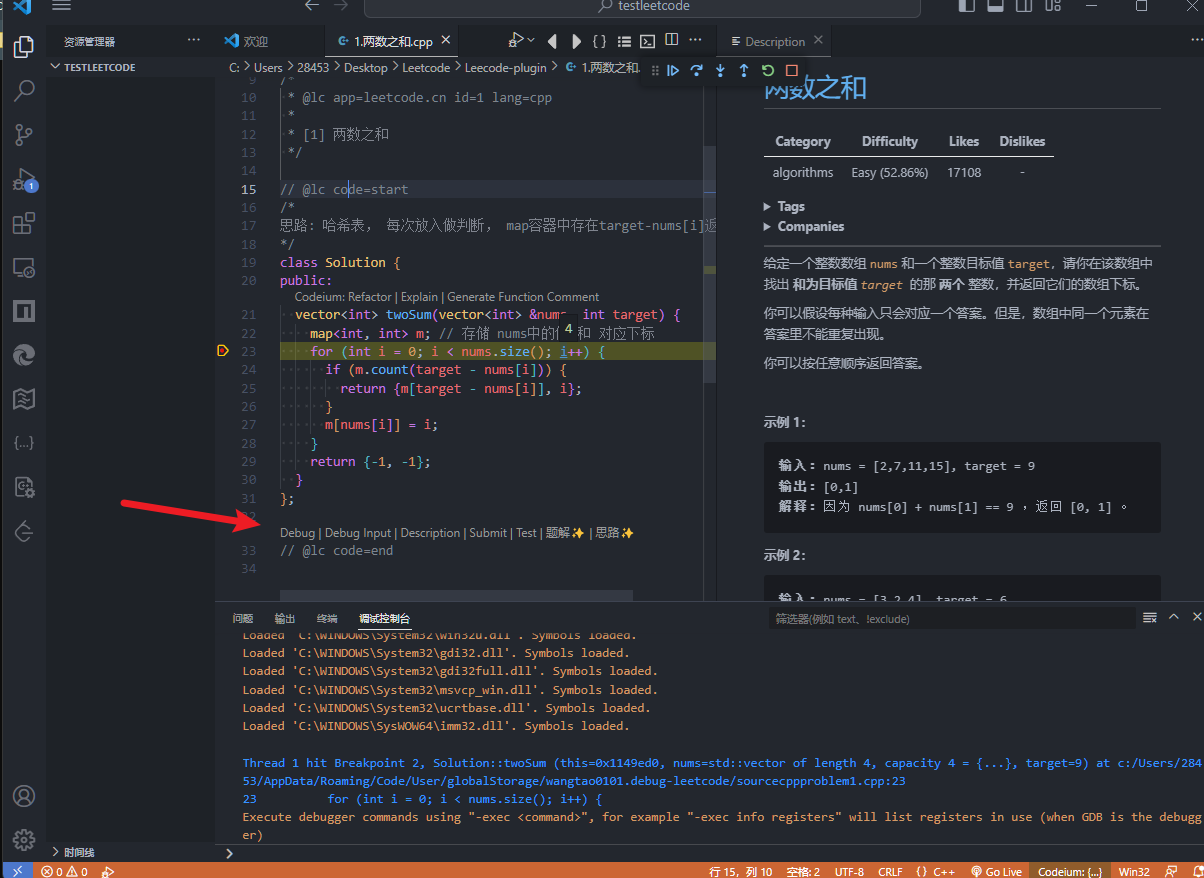 testleetcode
资源管理器
TESTLEETCODE
欢迎
1.两数之和.cpp
Description
C: > Users > 28453 > Desktop > Leetcode > Leecode-plugin > 1.两数之和.
9 /*
10 * @lc app=leetcode.cn id=1 lang=cpp
11 *
12 * [1] 两数之和
13 */
14
15 // @lc code=start
16 /*
17 思路: 哈希表， 每次放入做判断， map容器中存在target-nums[i]返
18 */
19 class Solution {
20 public:
Codeium: Refactor | Explain | Generate Function Comment
21 vector<int> twoSum(vector<int> &nums, int target) {
22 map<int, int> m; // 存储 nums中的 4 和 对应下标
23 for (int i = 0; i < nums.size(); i++) {
24 if (m.count(target - nums[i])) {
25 return {m[target - nums[i]], i};
26 }
27 m[nums[i]] = i;
28 }
29 return {-1, -1};
30 }
31 };
32
Debug | Debug Input | Description | Submit | Test | 题解✨ | 思路✨
33 // @lc code=end
34
两数之和
Category Difficulty Likes Dislikes
algorithms Easy (52.86%) 17108 -
Tags
Companies
给定一个整数数组 nums 和一个整数目标值 target，请你在该数组中
找出 和为目标值 target 的那 两个 整数，并返回它们的数组下标。
你可以假设每种输入只会对应一个答案。但是，数组中同一个元素在
答案里不能重复出现。
你可以按任意顺序返回答案。
示例 1：
输入：nums = [2,7,11,15], target = 9
输出：[0,1]
解释：因为 nums[0] + nums[1] == 9 ，返回 [0, 1] 。
示例 2：
输入：nums = [3,2,4], target = 6
问题 输出 终端 调试控制台
筛选器(例如 text、!exclude)
Loaded 'C:\WINDOWS\System32\win32u.dll'. Symbols loaded.
Loaded 'C:\WINDOWS\System32\gdi32.dll'. Symbols loaded.
Loaded 'C:\WINDOWS\System32\gdi32full.dll'. Symbols loaded.
Loaded 'C:\WINDOWS\System32\msvcp_win.dll'. Symbols loaded.
Loaded 'C:\WINDOWS\System32\ucrtbase.dll'. Symbols loaded.
Loaded 'C:\WINDOWS\SysWOW64\imm32.dll'. Symbols loaded.
Thread 1 hit Breakpoint 2, Solution::twoSum (this=0x1149ed0, nums=std::vector of length 4, capacity 4 = {...}, target=9) at c:/Users/284
53/AppData/Roaming/Code/User/globalStorage/wangtao0101.debug-leetcode/sourcecppproblem1.cpp:23
23 for (int i = 0; i < nums.size(); i++) {
Execute debugger commands using "-exec <command>", for example "-exec info registers" will list registers in use (when GDB is the debugg
er)
1
时间线
0 0
行 15，列 10 空格: 2 UTF-8 CRLF {} C++ Go Live Codeium: {...} Win32